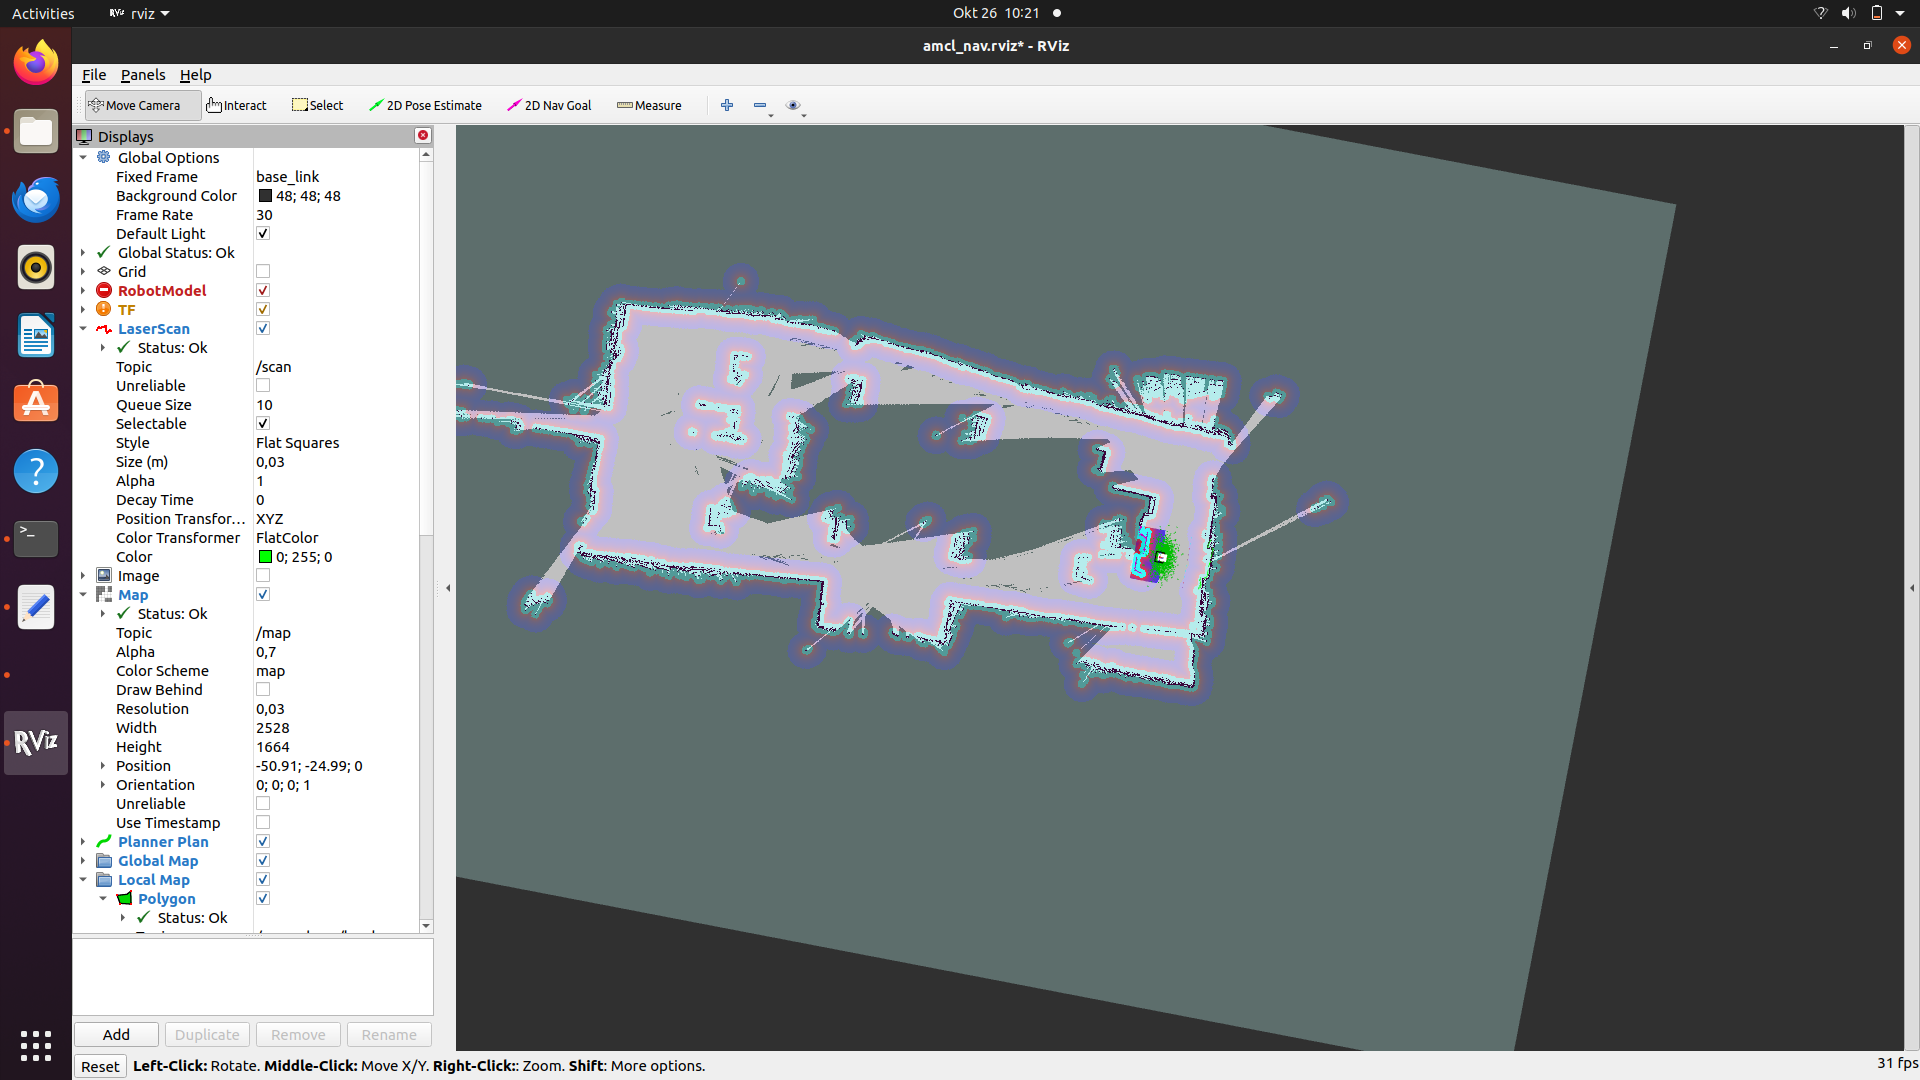 Activities
rviz
Okt 26 10:21
amcl_nav.rviz* - RViz
File Panels Help
Move Camera Interact Select 2D Pose Estimate 2D Nav Goal Measure
Displays
Global Options
Fixed Frame base_link
Background Color 48; 48; 48
Frame Rate 30
Default Light
Global Status: Ok
Grid
RobotModel
TF
LaserScan
Status: Ok
Topic /scan
Unreliable
Queue Size 10
Selectable
Style Flat Squares
Size (m) 0,03
Alpha 1
Decay Time 0
Position Transfor... XYZ
Color Transformer FlatColor
Color 0; 255; 0
Image
Map
Status: Ok
Topic /map
Alpha 0,7
Color Scheme map
Draw Behind
Resolution 0,03
Width 2528
Height 1664
Position -50.91; -24.99; 0
Orientation 0; 0; 0; 1
Unreliable
Use Timestamp
Planner Plan
Global Map
Local Map
Polygon
Status: Ok
RViz
Add Duplicate Remove Rename
Reset Left-Click: Rotate. Middle-Click: Move X/Y. Right-Click:: Zoom. Shift: More options.
31 fps